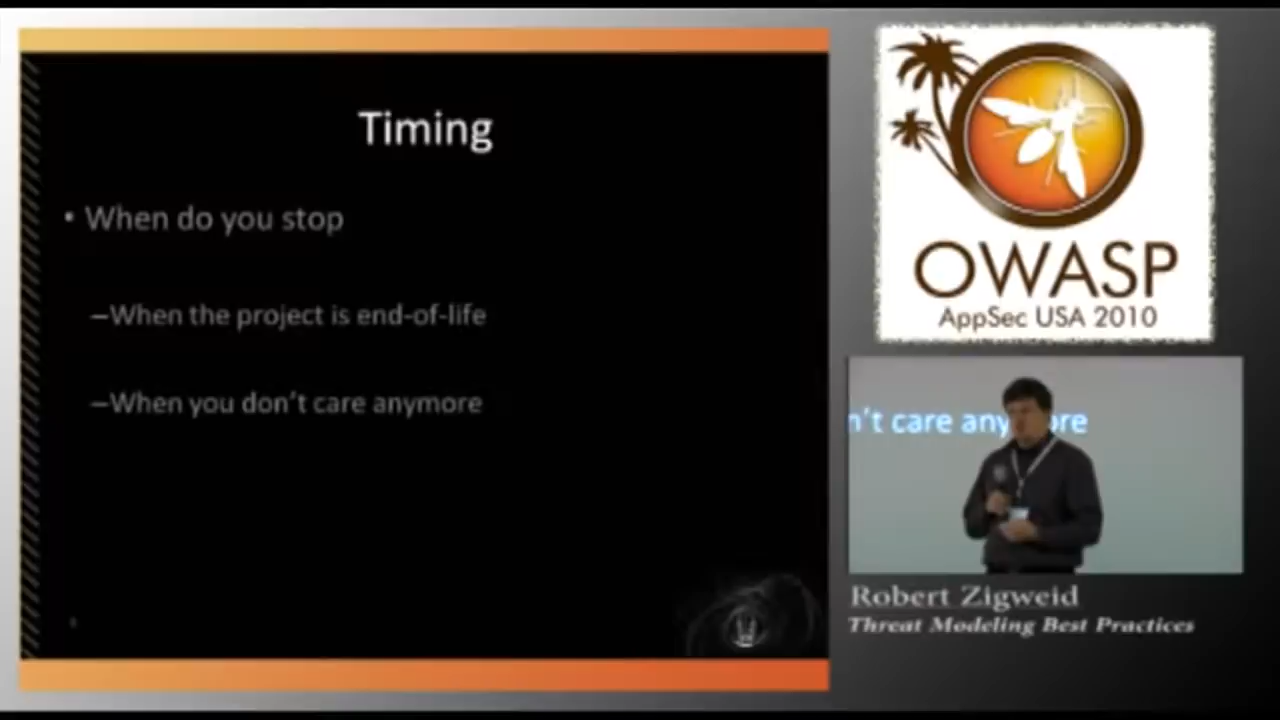 Timing
• When do you stop
–When the project is end-of-life
–When you don't care anymore
OWASP
AppSec USA 2010
n't care anymore
Robert Zigweid
Threat Modeling Best Practices